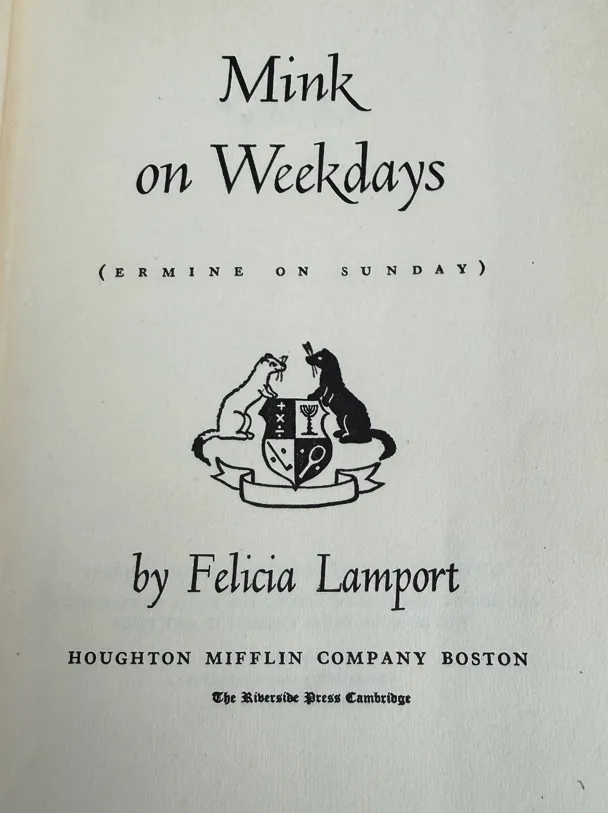 Mink
on Weekdays
(ERMINE ON SUNDAY)
by Felicia Lamport
HOUGHTON MIFFLIN COMPANY BOSTON
The Riverside Press Cambridge